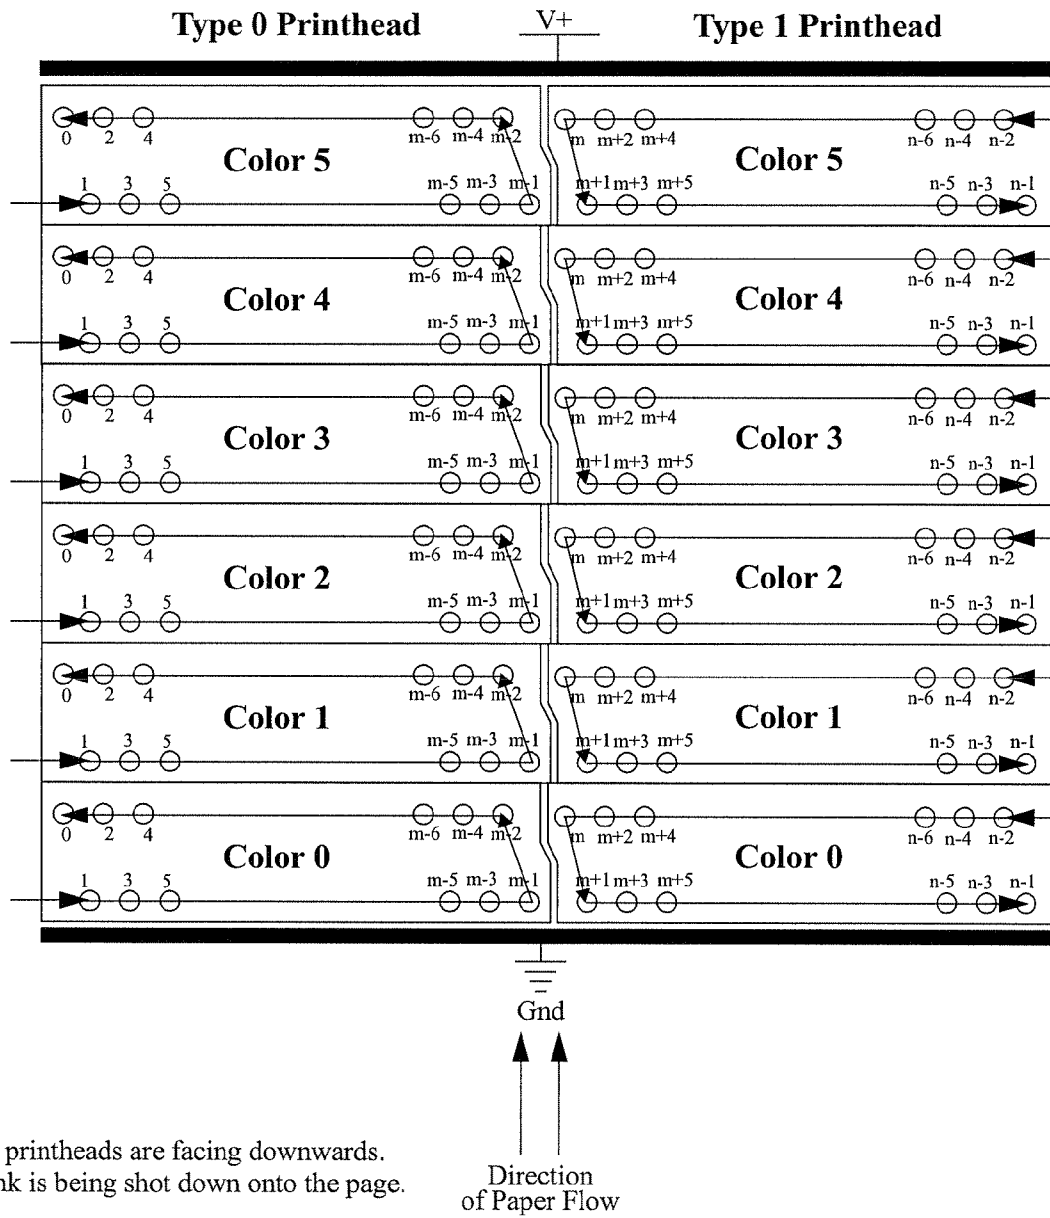 Type 0 Printhead V+ Type 1 Printhead
0 2 4 m-6 m-4 m-2 m m+2 m+4 n-6 n-4 n-2
Color 5 Color 5
1 3 5 m-5 m-3 m-1 m+1 m+3 m+5 n-5 n-3 n-1
0 2 4 m-6 m-4 m-2 m m+2 m+4 n-6 n-4 n-2
Color 4 Color 4
1 3 5 m-5 m-3 m-1 m+1 m+3 m+5 n-5 n-3 n-1
0 2 4 m-6 m-4 m-2 m m+2 m+4 n-6 n-4 n-2
Color 3 Color 3
1 3 5 m-5 m-3 m-1 m+1 m+3 m+5 n-5 n-3 n-1
0 2 4 m-6 m-4 m-2 m m+2 m+4 n-6 n-4 n-2
Color 2 Color 2
1 3 5 m-5 m-3 m-1 m+1 m+3 m+5 n-5 n-3 n-1
0 2 4 m-6 m-4 m-2 m m+2 m+4 n-6 n-4 n-2
Color 1 Color 1
1 3 5 m-5 m-3 m-1 m+1 m+3 m+5 n-5 n-3 n-1
0 2 4 m-6 m-4 m-2 m m+2 m+4 n-6 n-4 n-2
Color 0 Color 0
1 3 5 m-5 m-3 m-1 m+1 m+3 m+5 n-5 n-3 n-1
Gnd
printheads are facing downwards.
nk is being shot down onto the page.
Direction
of Paper Flow